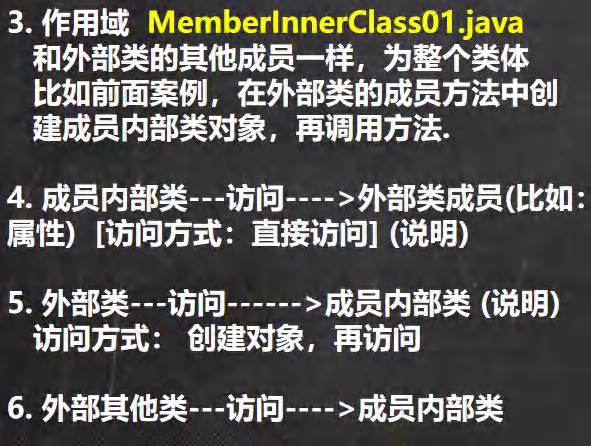 3. 作用域 MemberInnerClass01.java
和外部类的其他成员一样，为整个类体
比如前面案例，在外部类的成员方法中创
建成员内部类对象，再调用方法.
4. 成员内部类---访问---->外部类成员(比如：
属性）[访问方式：直接访问] (说明)
5. 外部类---访问------>成员内部类 (说明)
访问方式： 创建对象，再访问
6. 外部其他类---访问---->成员内部类